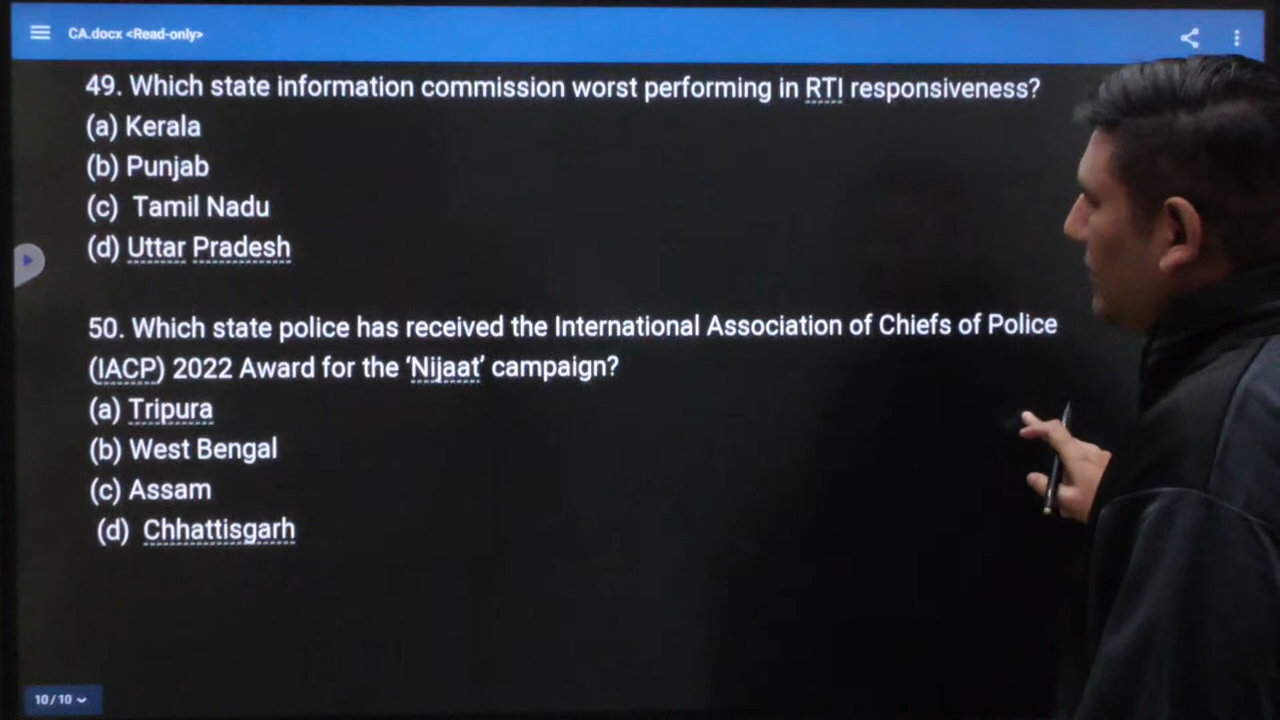 CA.docx <Read-only>
49. Which state information commission worst performing in RTI responsiveness?
(a) Kerala
(b) Punjab
(c) Tamil Nadu
(d) Uttar Pradesh
50. Which state police has received the International Association of Chiefs of Police
(IACP) 2022 Award for the ‘Nijaat’ campaign?
(a) Tripura
(b) West Bengal
(c) Assam
(d) Chhattisgarh
10/10